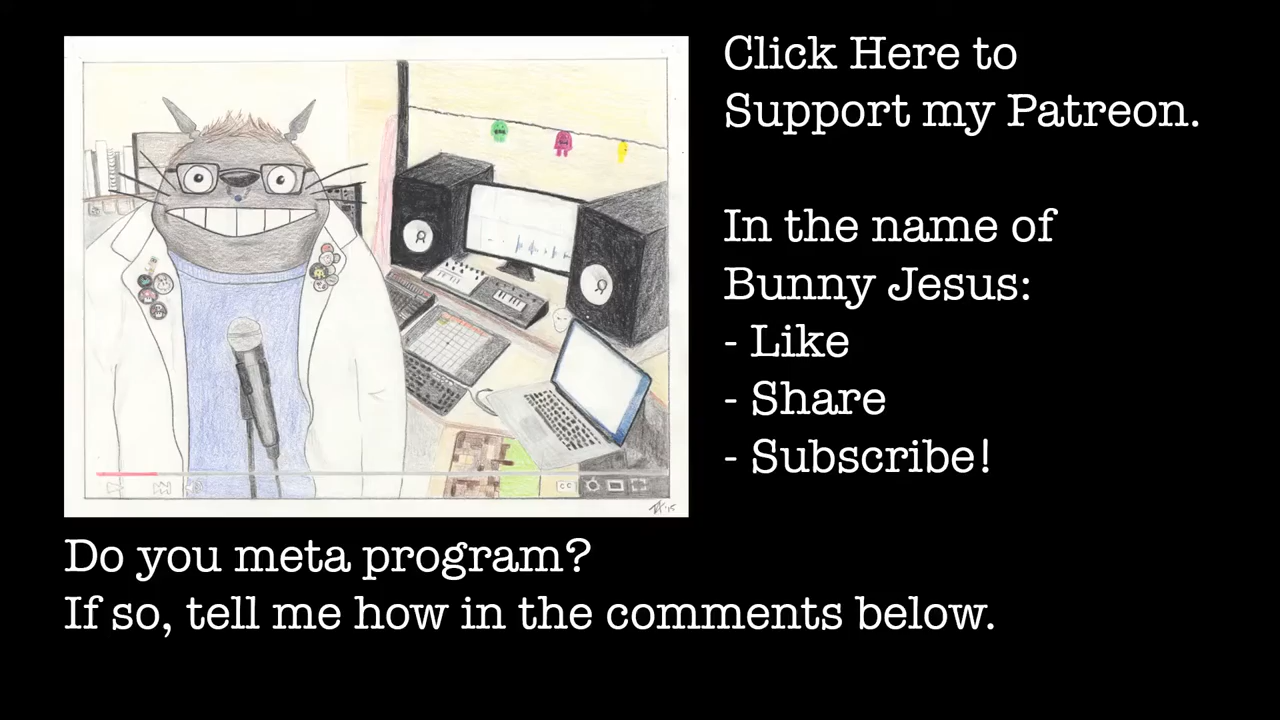 Click Here to
Support my Patreon.
In the name of
Bunny Jesus:
- Like
- Share
- Subscribe!
CC
Do you meta program?
If so, tell me how in the comments below.